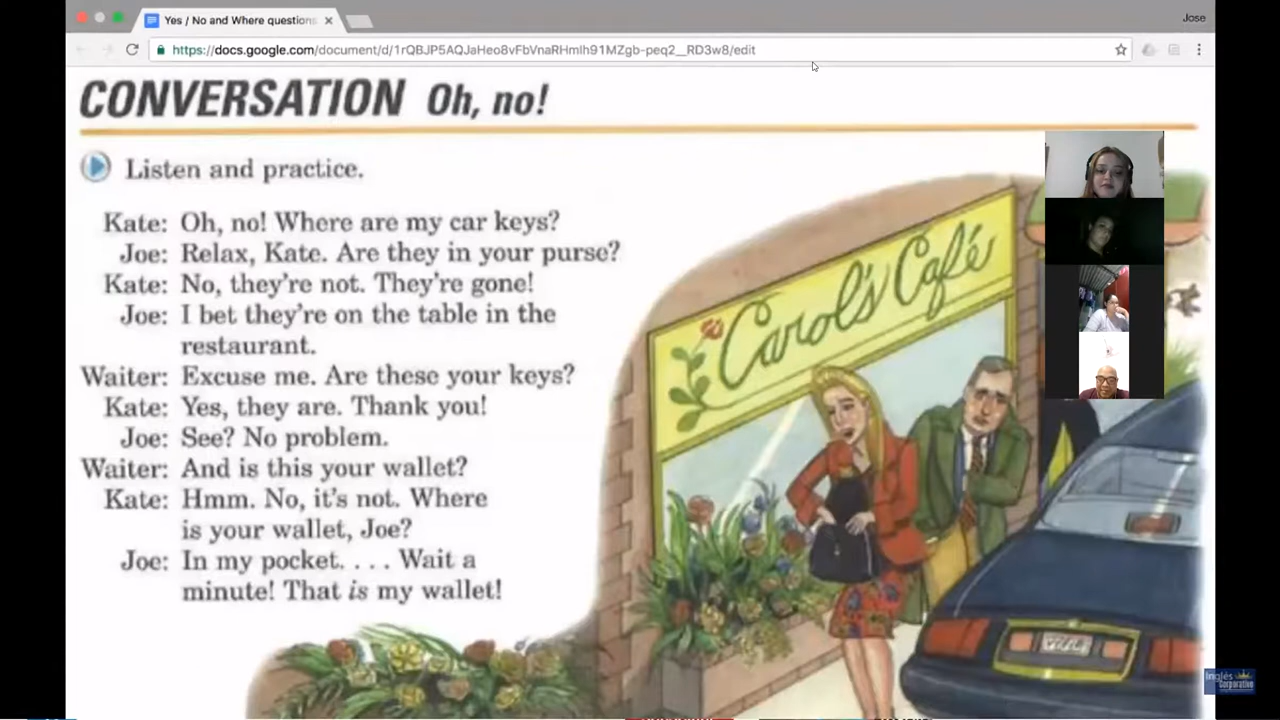 Yes / No and Where questions
Jose
https://docs.google.com/document/d/1rQBJP5AQJaHeo8vFbVnaRHmIh91MZgb-peq2__RD3w8/edit
CONVERSATION Oh, no!
Listen and practice.
Kate: Oh, no! Where are my car keys?
Joe: Relax, Kate. Are they in your purse?
Kate: No, they're not. They're gone!
Joe: I bet they're on the table in the
restaurant.
Waiter: Excuse me. Are these your keys?
Kate: Yes, they are. Thank you!
Joe: See? No problem.
Waiter: And is this your wallet?
Kate: Hmm. No, it's not. Where
is your wallet, Joe?
Joe: In my pocket. . . . Wait a
minute! That is my wallet!
Carol's Café
Inglés
Corporativo